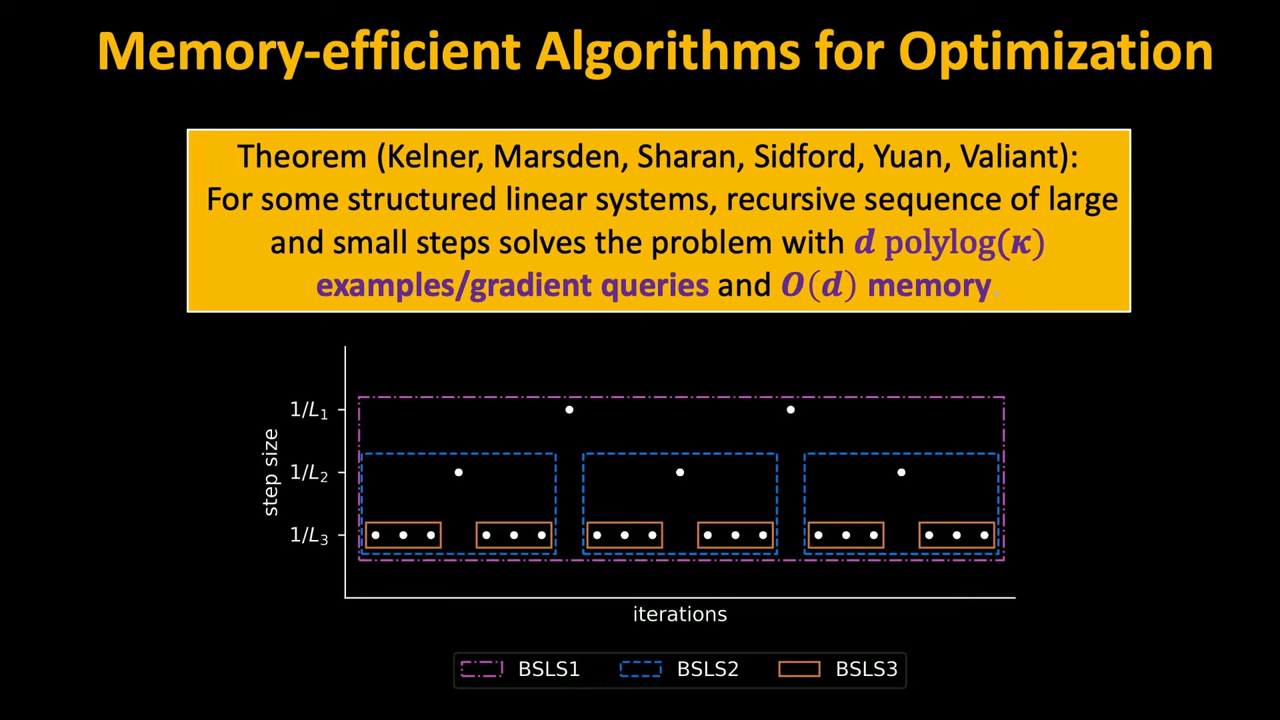 Memory-efficient Algorithms for Optimization
Theorem (Kelner, Marsden, Sharan, Sidford, Yuan, Valiant):
For some structured linear systems, recursive sequence of large
and small steps solves the problem with d polylog(κ)
examples/gradient queries and O(d) memory.
step size
1/L₁
1/L₂
1/L₃
iterations
BSLS1 BSLS2 BSLS3